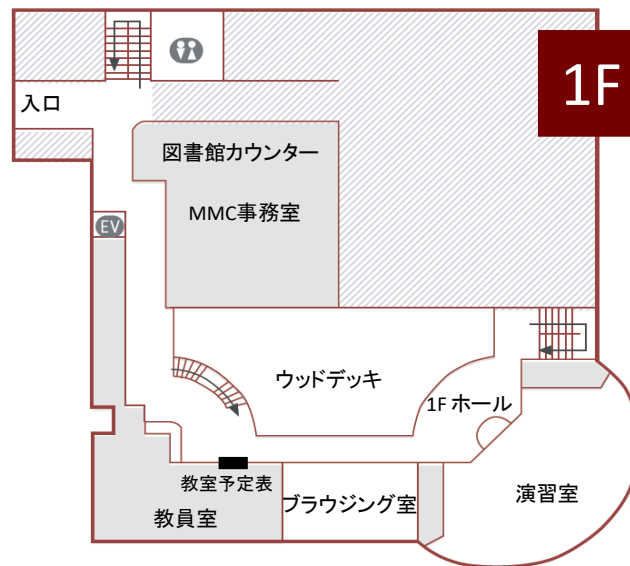 1F
入口
図書館カウンター
MMC事務室
EV
ウッドデッキ
1F ホール
教室予定表
教員室
ブラウジング室
演習室